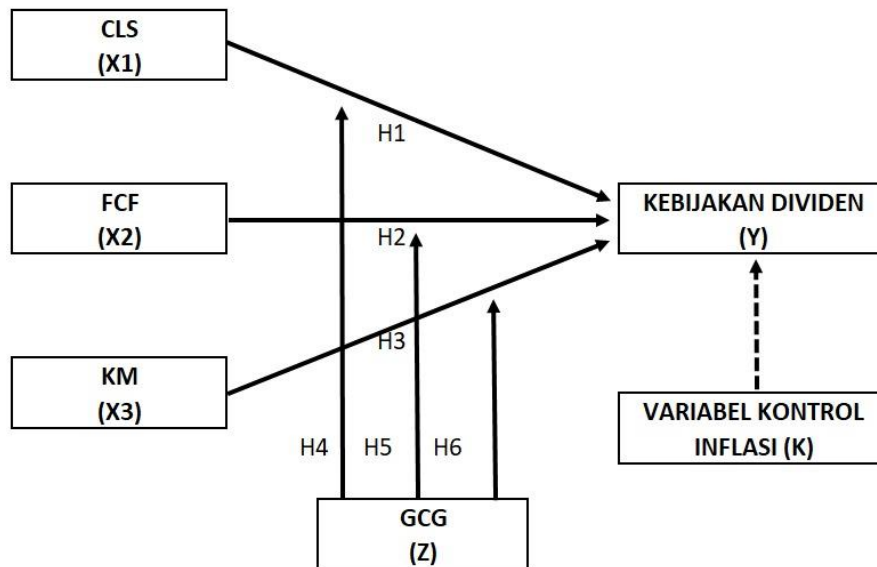 CLS
(X1)
H1
FCF
(X2)
H2
KEBIJAKAN DIVIDEN
(Y)
H3
KM
(X3)
VARIABEL KONTROL
INFLASI (K)
H4 H5 H6
GCG
(Z)